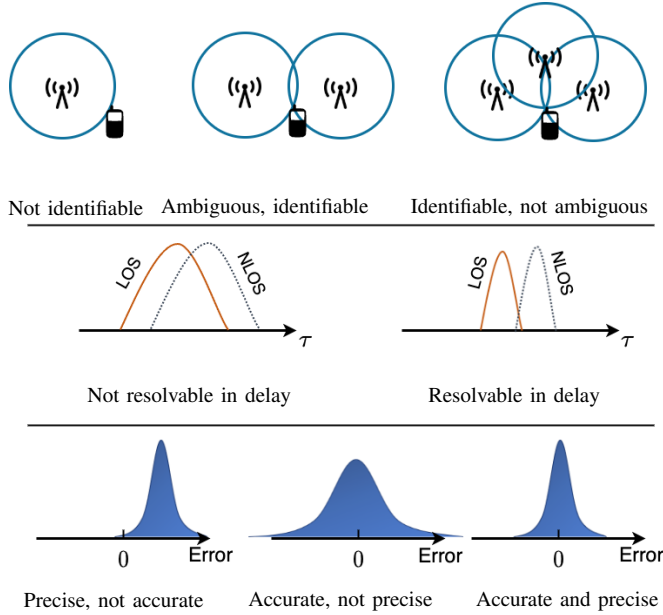 Not identifiable
Ambiguous, identifiable
Identifiable, not ambiguous
LOS
NLOS
τ
LOS
NLOS
τ
Not resolvable in delay
Resolvable in delay
0
Error
0
Error
0
Error
Precise, not accurate
Accurate, not precise
Accurate and precise